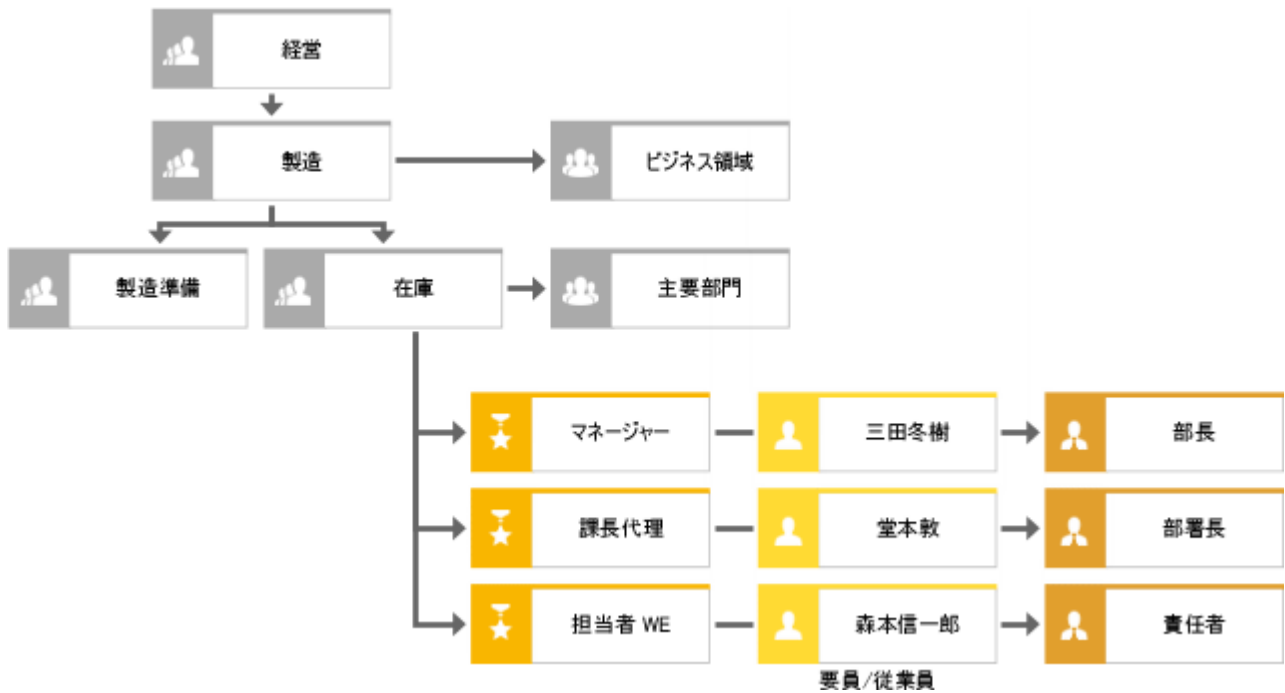 経営
製造
ビジネス領域
製造準備
在庫
主要部門
マネージャー
三田冬樹
部長
課長代理
堂本敦
部署長
担当者 WE
森本信一郎
責任者
要員/従業員